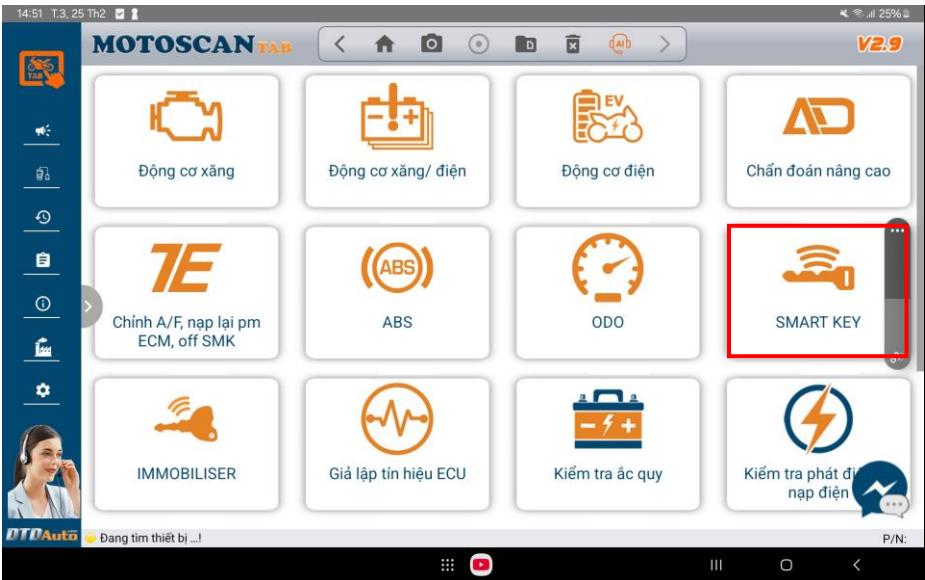 14:51 T.3, 25 Th2
25%
MOTOSCAN TAB
V2.9
TAB
EV
Động cơ xăng
Động cơ xăng/ điện
Động cơ điện
Chẩn đoán nâng cao
ABS
Chỉnh A/F, nạp lại pm
ECM, off SMK
ABS
ODO
SMART KEY
IMMOBILISER
Giả lập tín hiệu ECU
Kiểm tra ắc quy
Kiểm tra phát
nạp điện
DTDAuto
Đang tìm thiết bị ...!
P/N: